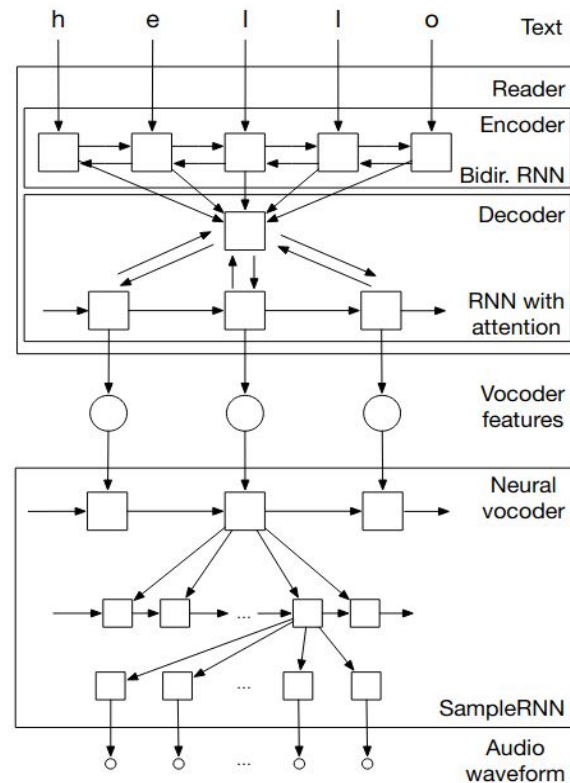 h e l l o Text
Reader
Encoder
Bidir. RNN
Decoder
RNN with
attention
Vocoder
features
Neural
vocoder
...
...
SampleRNN
Audio
...
waveform